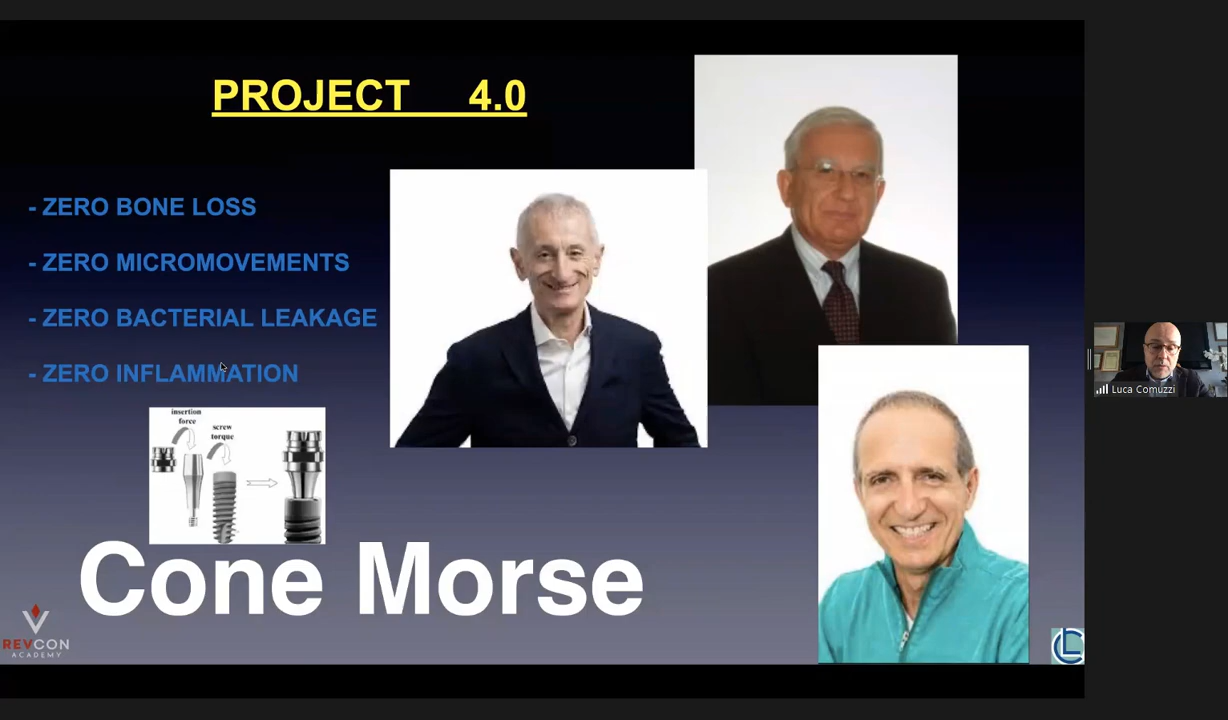 PROJECT 4.0
- ZERO BONE LOSS
- ZERO MICROMOVEMENTS
- ZERO BACTERIAL LEAKAGE
- ZERO INFLAMMATION
insertion
force
screw
torque
Cone Morse
REVCON
ACADEMY
Luca Comuzzi